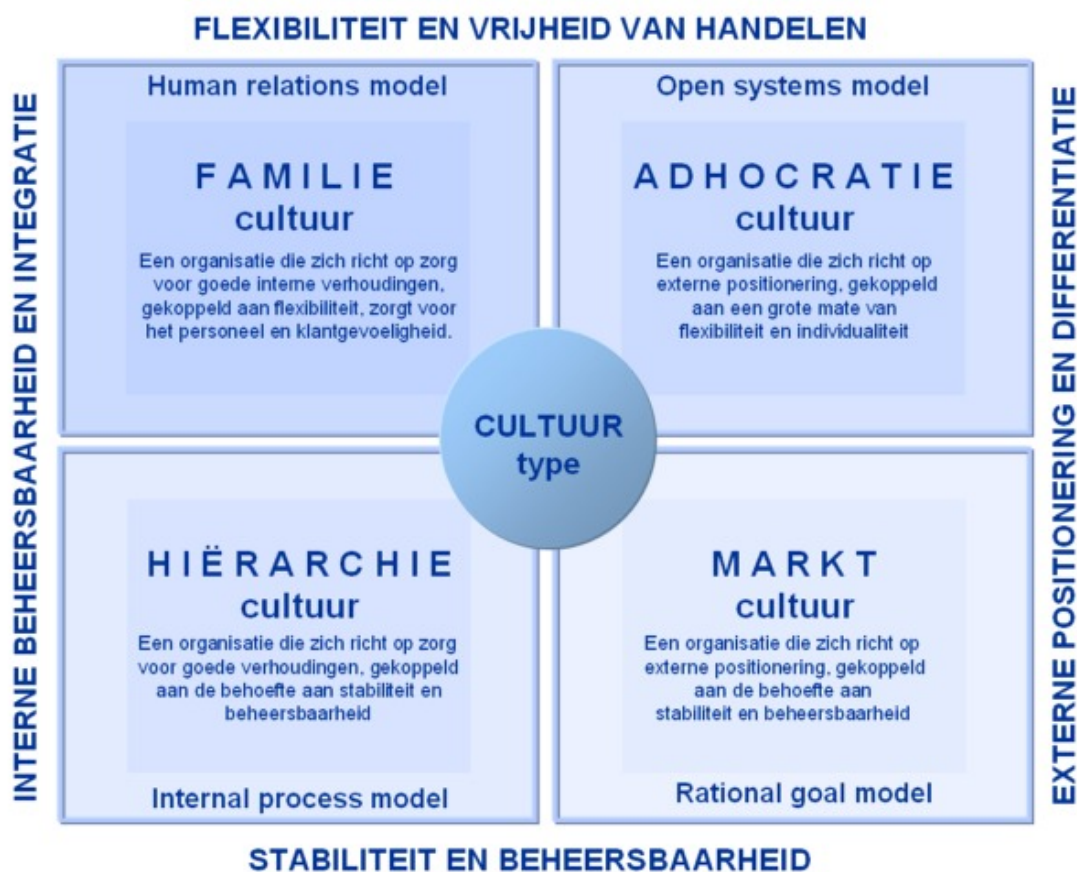 FLEXIBILITEIT EN VRIJHEID VAN HANDELEN
INTERNE BEHEERSBAARHEID EN INTEGRATIE
Human relations model
FAMILIE
cultuur
Een organisatie die zich richt op zorg
voor goede interne verhoudingen,
gekoppeld aan flexibiliteit, zorgt voor
het personeel en klantgevoeligheid.
Open systems model
ADHOCRATIE
cultuur
Een organisatie die zich richt op
externe positionering, gekoppeld
aan een grote mate van
flexibiliteit en individualiteit
CULTUUR
type
HIËRARCHIE
cultuur
Een organisatie die zich richt op zorg
voor goede verhoudingen, gekoppeld
aan de behoefte aan stabiliteit en
beheersbaarheid
Internal process model
MARKT
cultuur
Een organisatie die zich richt op
externe positionering, gekoppeld
aan de behoefte aan
stabiliteit en beheersbaarheid
Rational goal model
EXTERNE POSITIONERING EN DIFFERENTIATIE
STABILITEIT EN BEHEERSBAARHEID